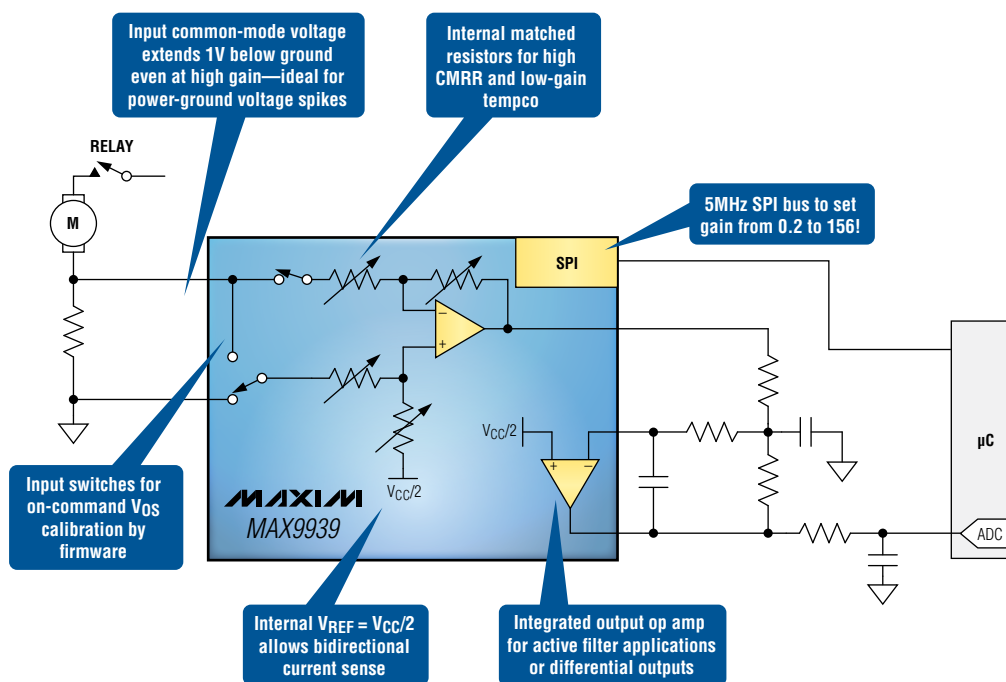 Input common-mode voltage
extends 1V below ground
even at high gain—ideal for
power-ground voltage spikes
Internal matched
resistors for high
CMRR and low-gain
tempco
RELAY
M
5MHz SPI bus to set
gain from 0.2 to 156!
SPI
−
+
VCC/2
VCC/2
+
−
µC
ADC
MAXIM
MAX9939
Input switches for
on-command VOS
calibration by
firmware
Internal VREF = VCC/2
allows bidirectional
current sense
Integrated output op amp
for active filter applications
or differential outputs